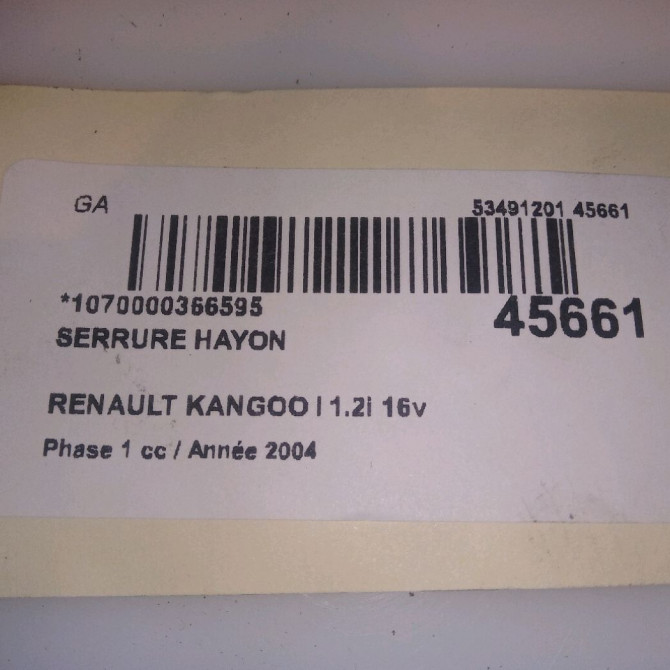 GA
53491201 45661
*1070000366595
45661
SERRURE HAYON
RENAULT KANGOO I 1.2i 16v
Phase 1 cc / Année 2004